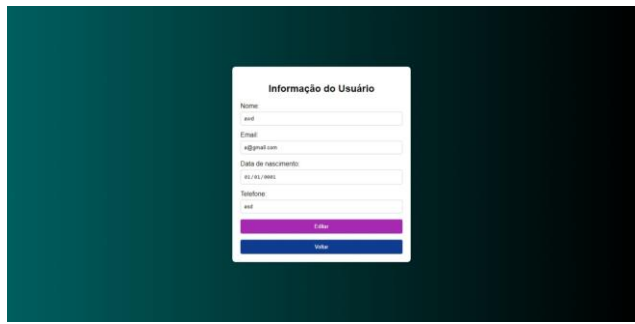 Informação do Usuário
Nome:
asd
Email:
a@gmail.com
Data de nascimento:
01/01/0001
Telefone:
asd
Editar
Voltar